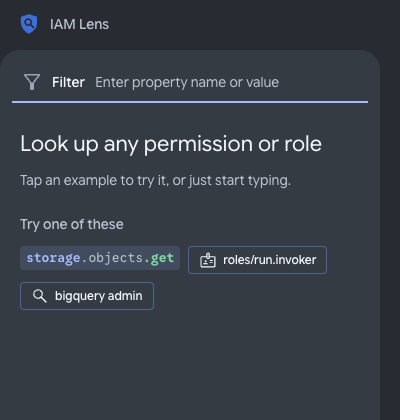 IAM Lens
Filter Enter property name or value
Look up any permission or role
Tap an example to try it, or just start typing.
Try one of these
storage.objects.get roles/run.invoker
bigquery admin